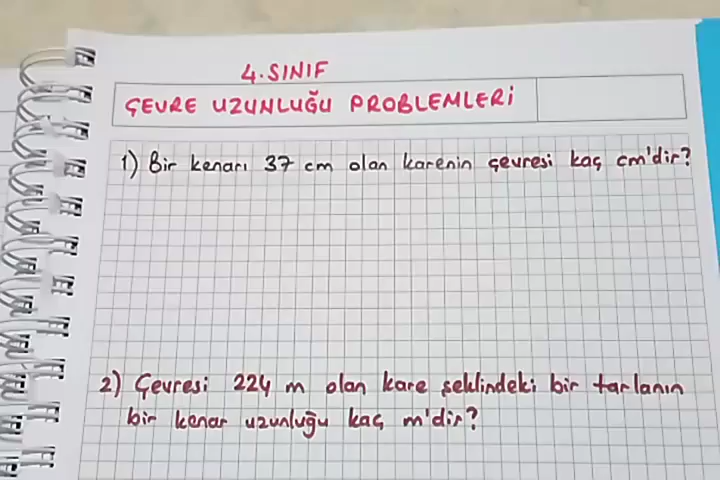 4.SINIF
ÇEVRE UZUNLUĞU PROBLEMLERİ
1) Bir kenarı 37 cm olan karenin çevresi kaç cm'dir?
2) Çevresi 224 m olan kare şeklindeki bir tarlanın
bir kenar uzunluğu kaç m'dir?